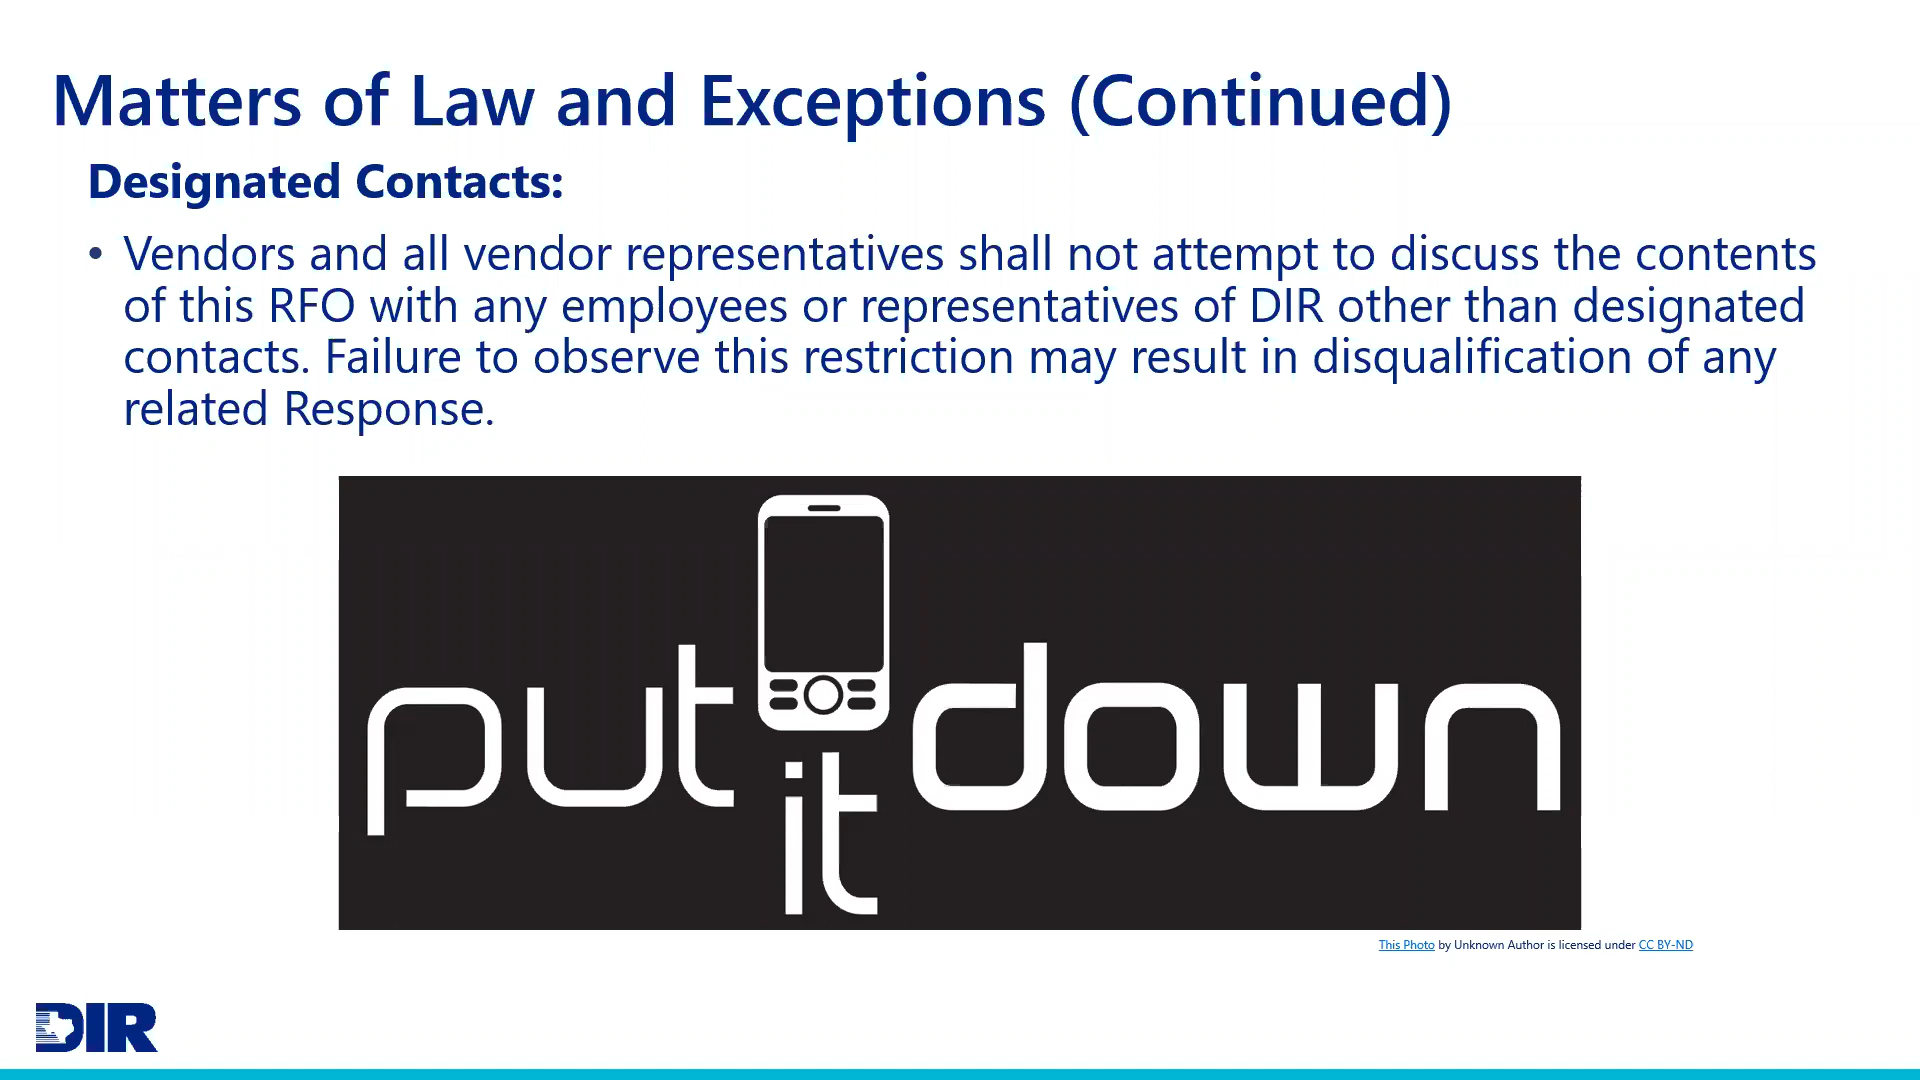 Matters of Law and Exceptions (Continued)
Designated Contacts:
• Vendors and all vendor representatives shall not attempt to discuss the contents
of this RFO with any employees or representatives of DIR other than designated
contacts. Failure to observe this restriction may result in disqualification of any
related Response.
put it down
This Photo by Unknown Author is licensed under CC BY-ND
DIR